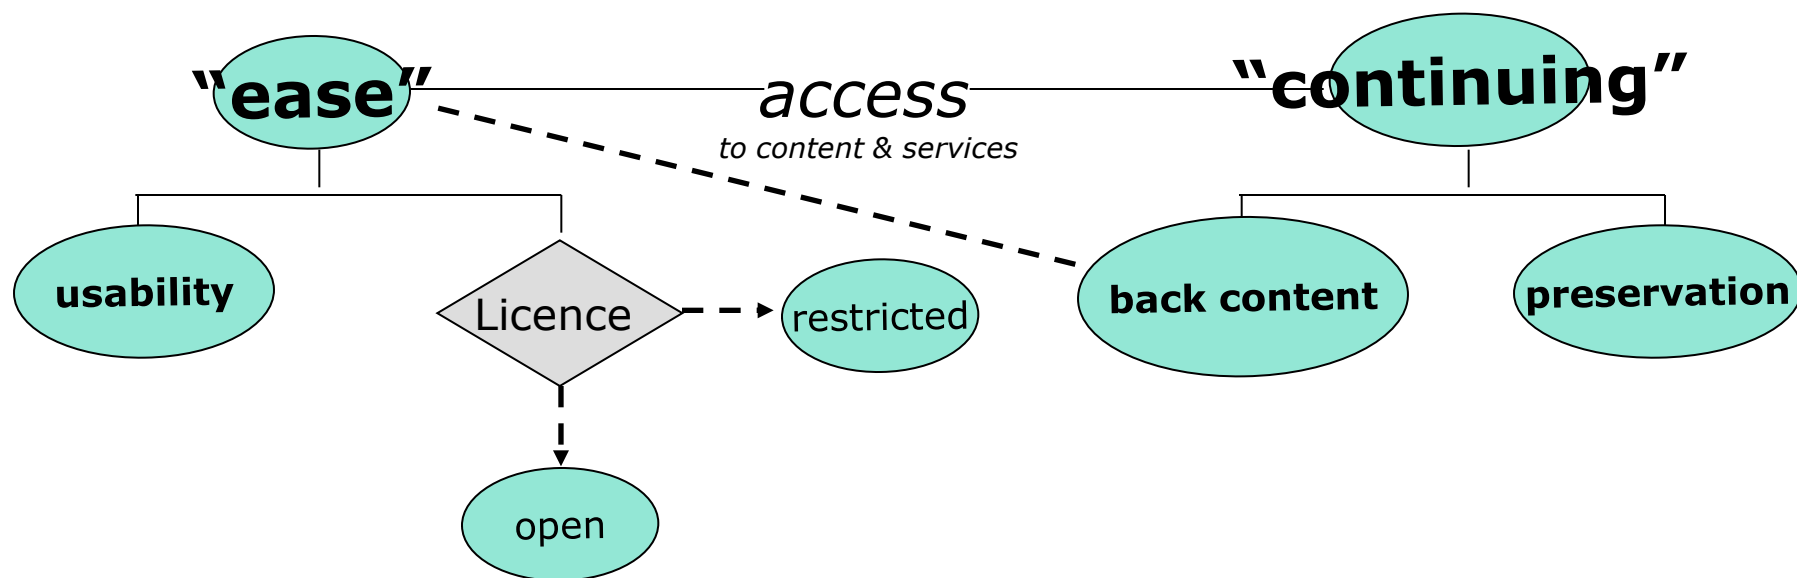 “ease”
access
“continuing”
to content & services
usability
Licence
restricted
back content
preservation
open